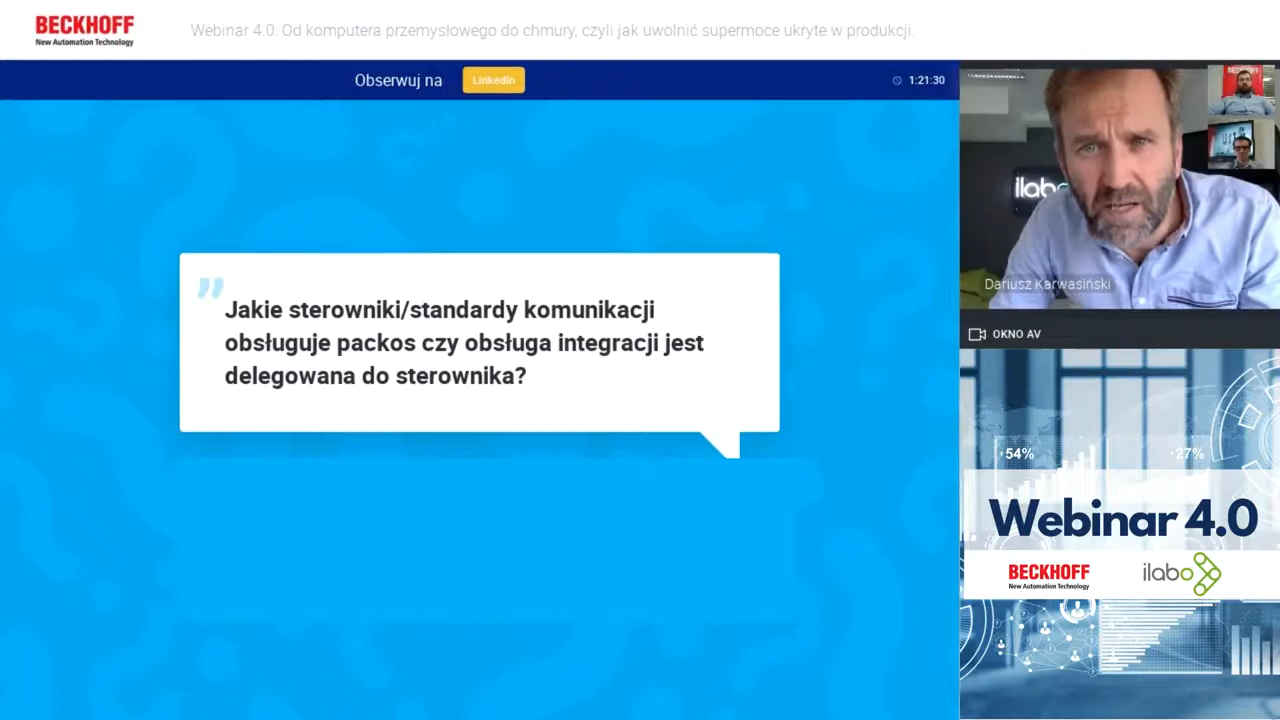 BECKHOFF
New Automation Technology
Webinar 4.0: Od komputera przemysłowego do chmury, czyli jak uwolnić supermoce ukryte w produkcji.
Obserwuj na
LinkedIn
1:21:30
"
Jakie sterowniki/standardy komunikacji
obsługuje packos czy obsługa integracji jest
delegowana do sterownika?
ilabo
Dariusz Karwasiński
OKNO AV
54%
27%
Webinar 4.0
BECKHOFF
New Automation Technology
ilabo